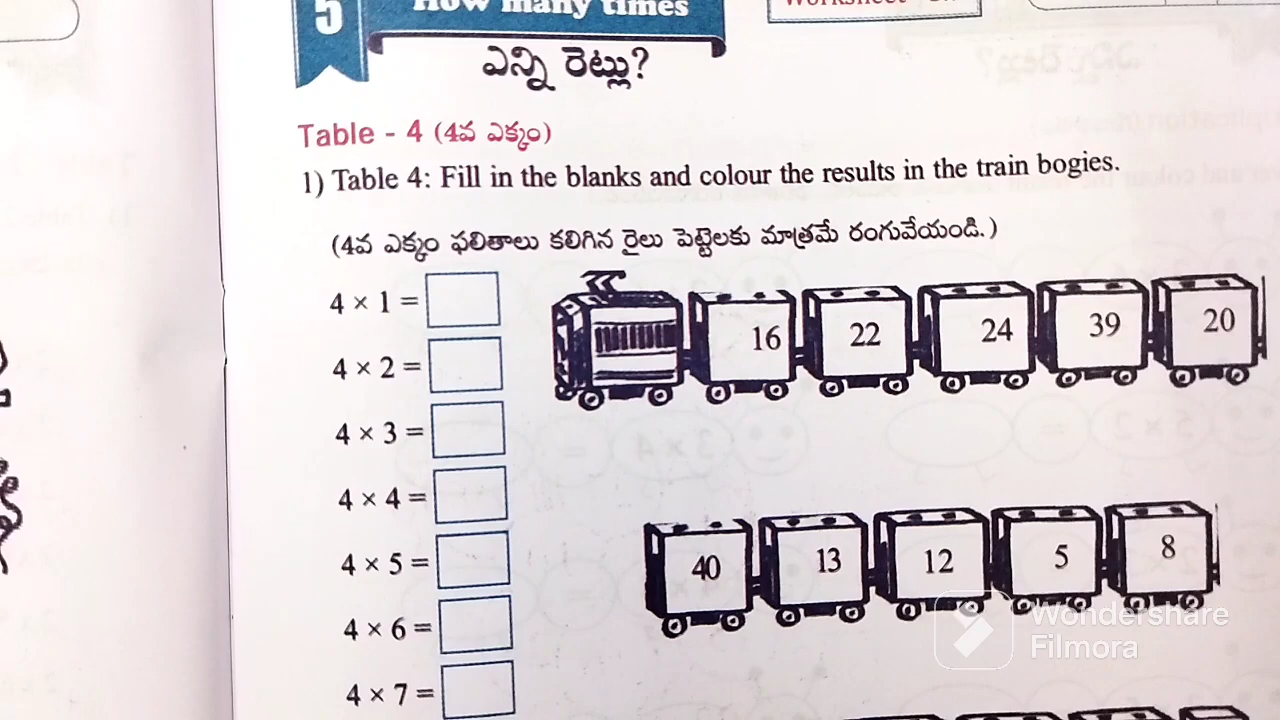 5
How many times
ఎన్ని రెట్లు?
Table - 4 (4వ ఎక్కం)
1) Table 4: Fill in the blanks and colour the results in the train bogies.
(4వ ఎక్కం ఫలితాలు కలిగిన రైలు పెట్టెలకు మాత్రమే రంగువేయండి.)
4 × 1 =
4 × 2 =
4 × 3 =
4 × 4 =
4 × 5 =
4 × 6 =
4 × 7 =
16 22 24 39 20
40 13 12 5 8
Wondershare
Filmora